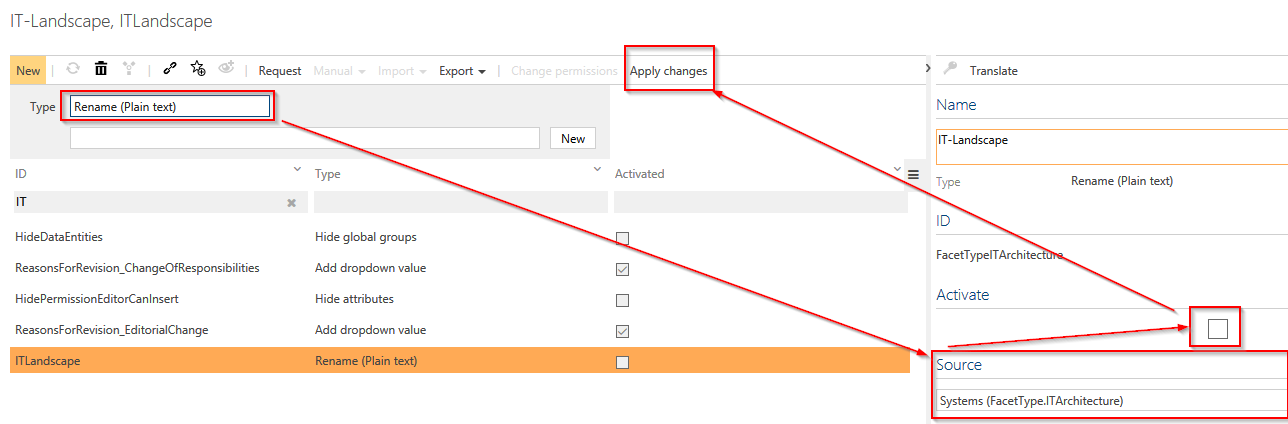 IT-Landscape, ITLandscape
New Request Manual Import Export Change permissions Apply changes
Type Rename (Plain text)
New
ID Type Activated
IT
HideDataEntities Hide global groups
ReasonsForRevision_ChangeOfResponsibilities Add dropdown value
HidePermissionEditorCanInsert Hide attributes
ReasonsForRevision_EditorialChange Add dropdown value
ITLandscape Rename (Plain text)
Translate
Name
IT-Landscape
Type Rename (Plain text)
ID
FacetTypeITArchitecture
Activate
Source
Systems (FacetType.ITArchitecture)